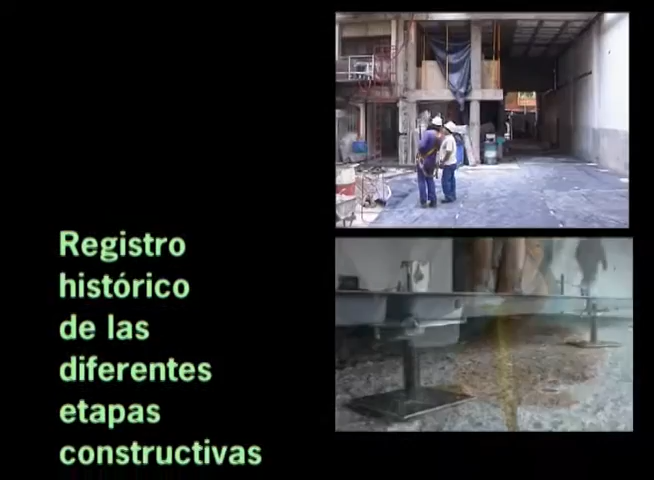 Registro
histórico
de las
diferentes
etapas
constructivas